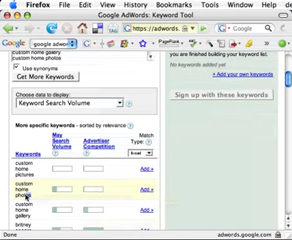 Firefox File Edit View History Bookmarks Tools W
Google AdWords: Keyword Tool
https://adwords.
Google
Google google adwo
PageRank
custom home gallery
custom home photos
you are finished building your keyword list.
Use synonyms
No keywords added yet
Get More Keywords
+ Add your own keywords
Sign up with these keywords
Choose data to display:
Keyword Search Volume
More specific keywords - sorted by relevance
Keywords
May Search Volume
Advertiser Competition
Match Type:
custom home pictures
Add »
custom home photos
Add »
custom home gallery
Add »
britney
Done
adwords.google.com